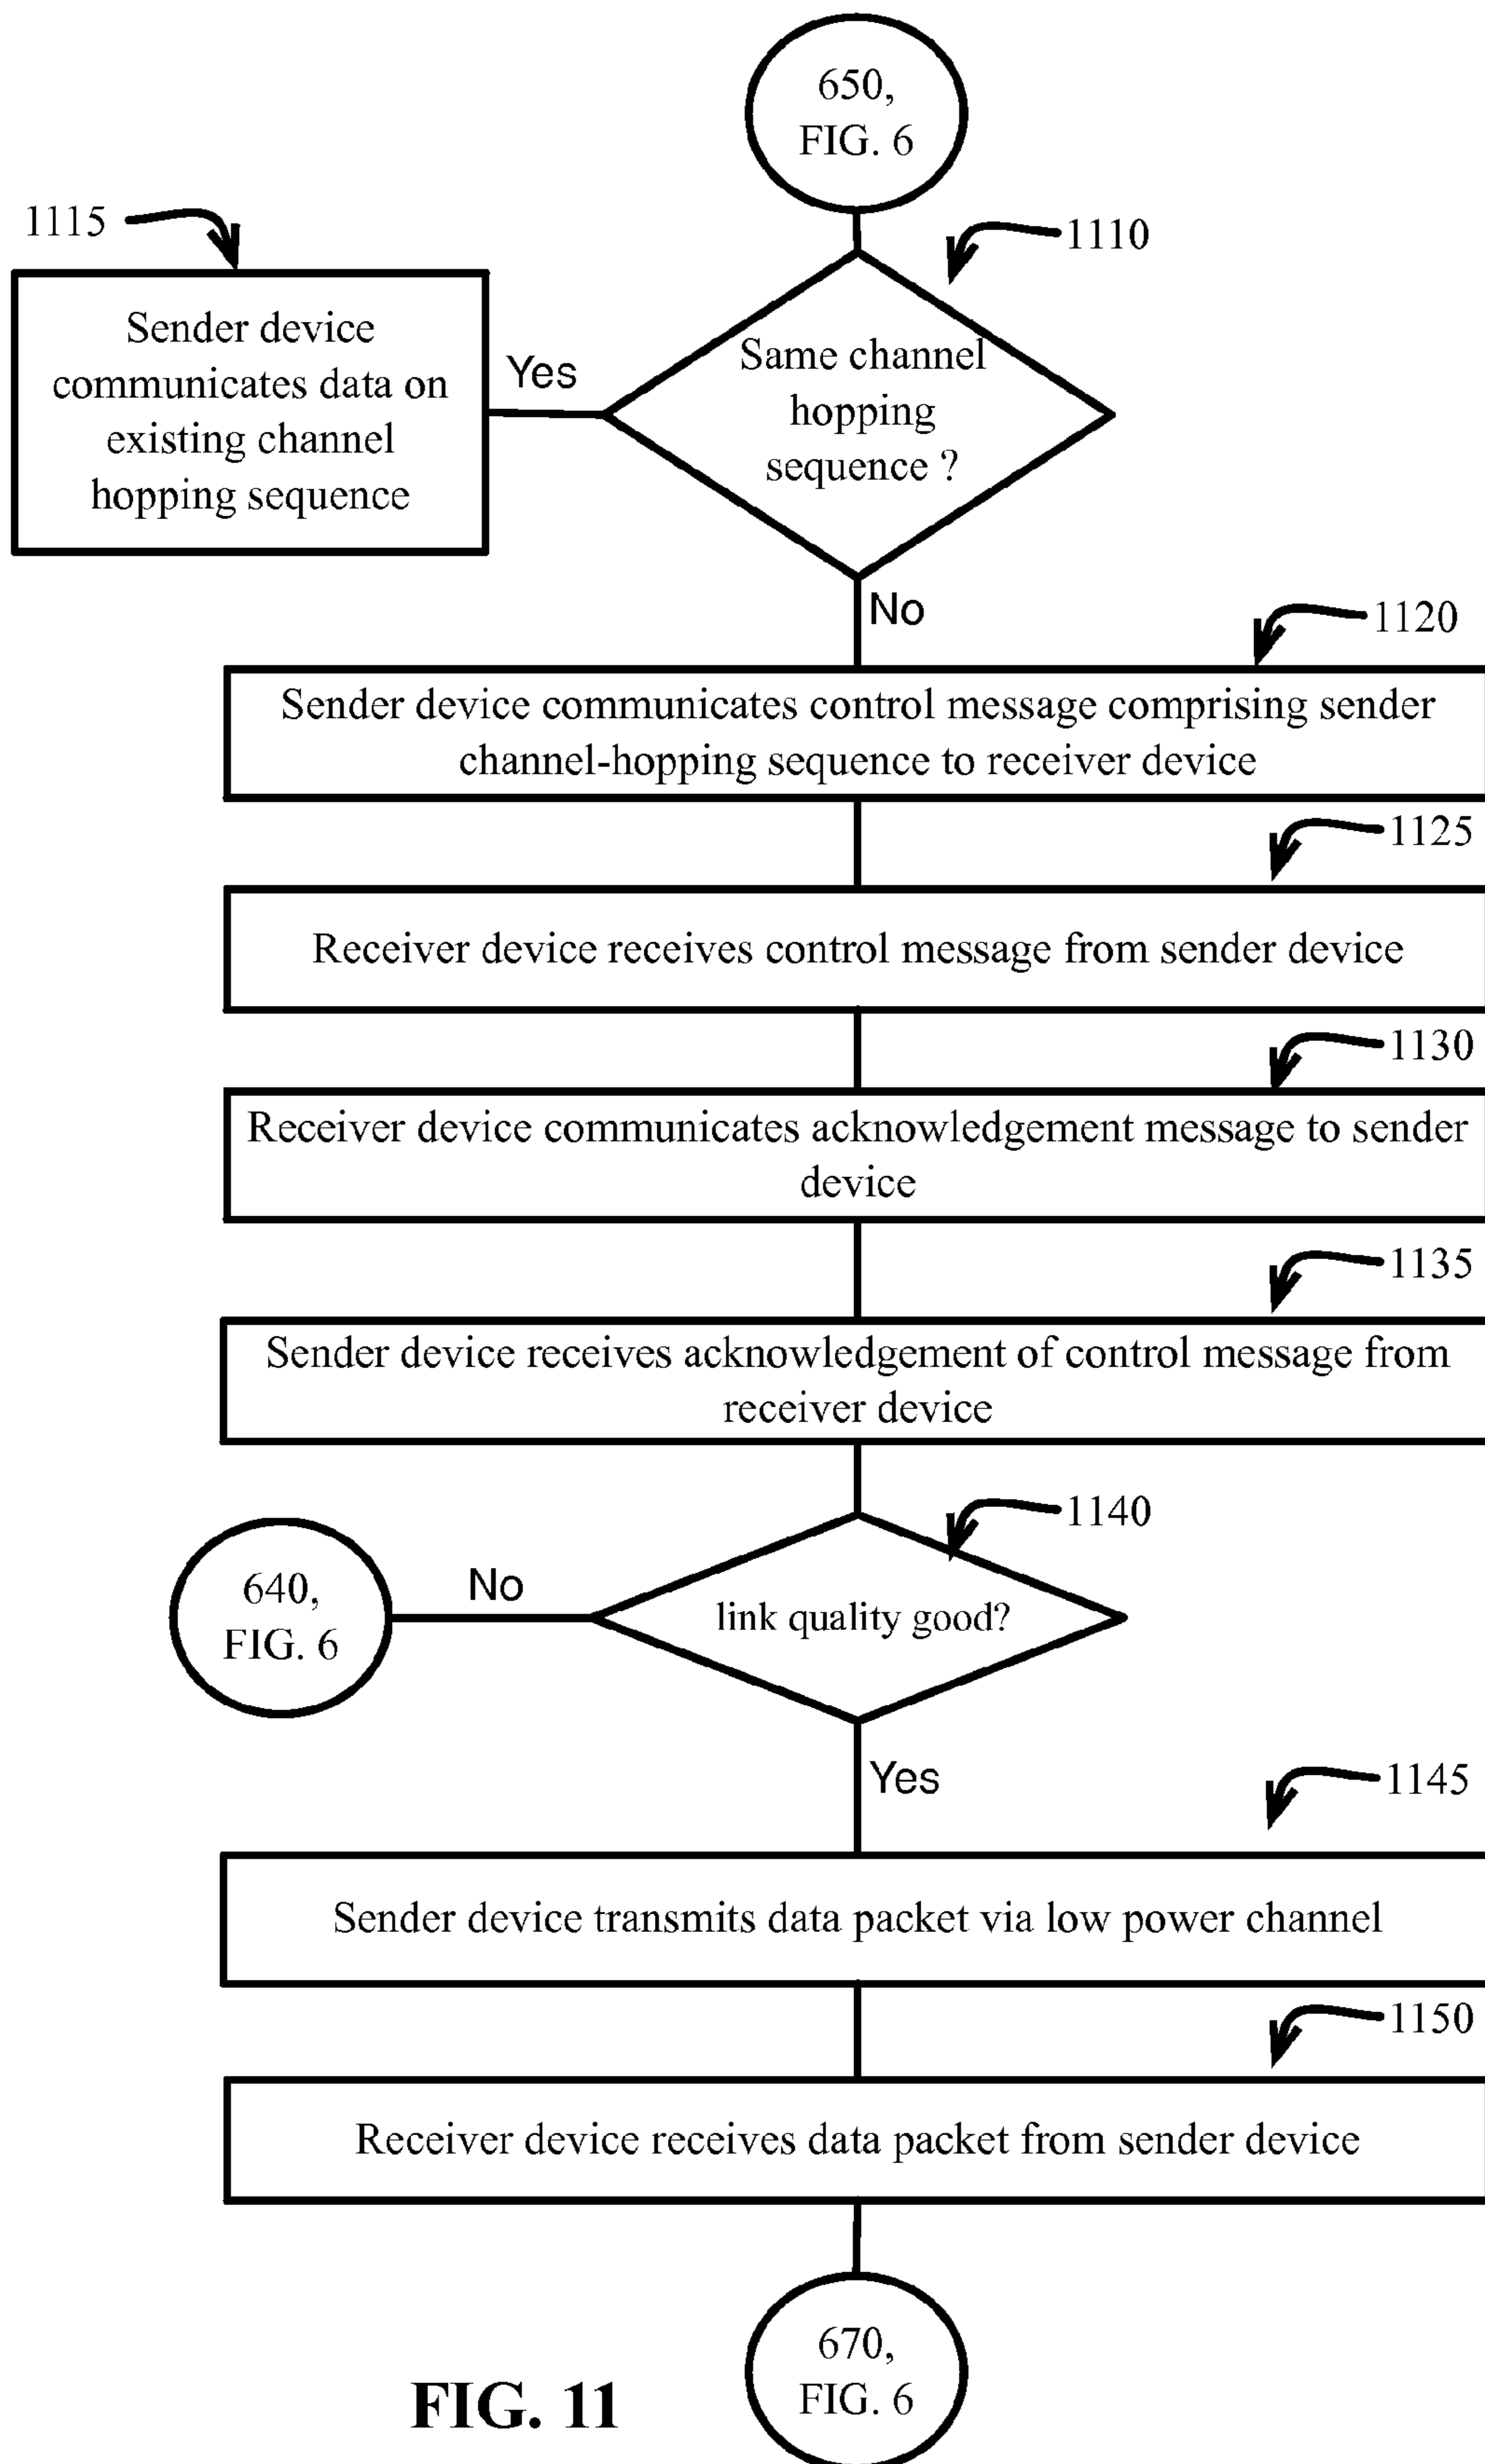 650,
FIG. 6
1115
1110
Sender device
communicates data on
existing channel
hopping sequence
Yes
Same channel
hopping
sequence ?
No
1120
Sender device communicates control message comprising sender
channel-hopping sequence to receiver device
1125
Receiver device receives control message from sender device
1130
Receiver device communicates acknowledgement message to sender
device
1135
Sender device receives acknowledgement of control message from
receiver device
1140
640,
FIG. 6
No
link quality good?
Yes
1145
Sender device transmits data packet via low power channel
1150
Receiver device receives data packet from sender device
670,
FIG. 6
FIG. 11